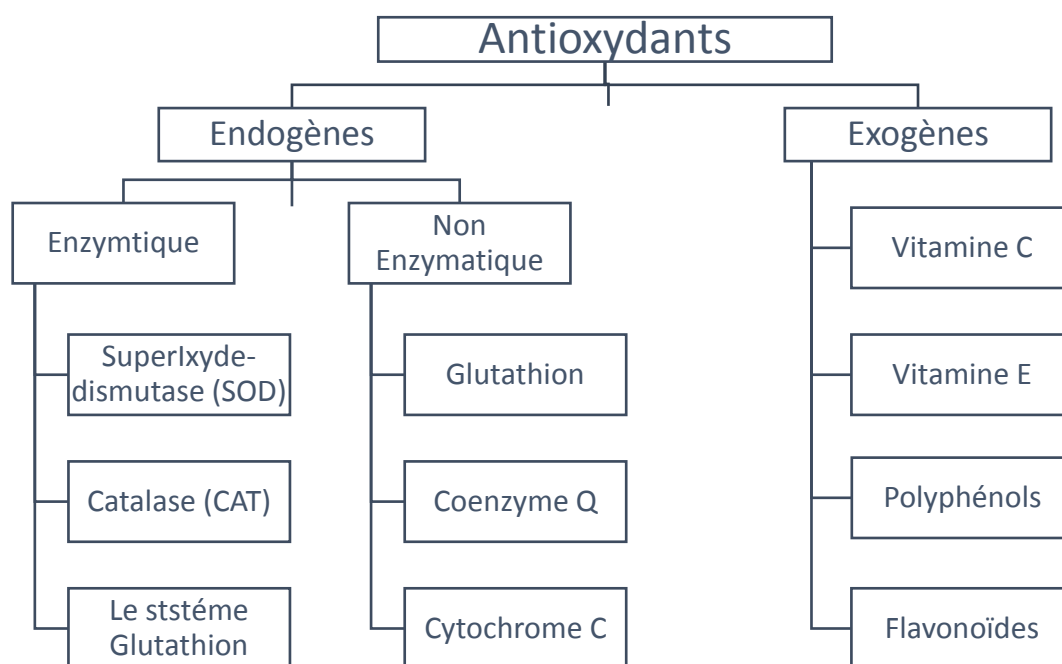 Antioxydants
Endogènes
Exogènes
Enzymtique
Non
Enzymatique
Vitamine C
SuperIxyde-
dismutase (SOD)
Glutathion
Vitamine E
Catalase (CAT)
Coenzyme Q
Polyphénols
Le ststéme
Glutathion
Cytochrome C
Flavonoïdes